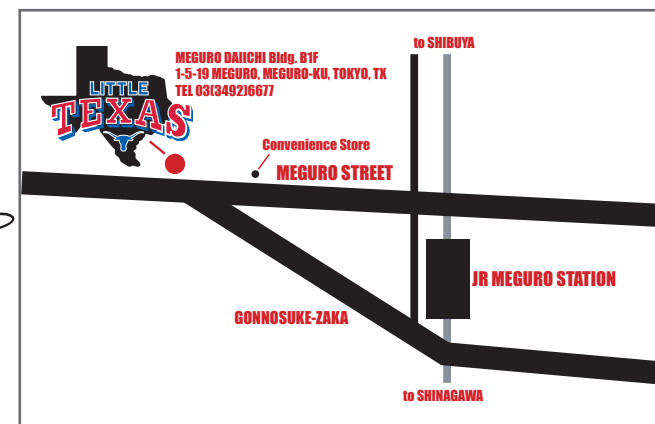 to SHIBUYA
MEGURO DAIICHI Bldg. B1F
1-5-19 MEGURO, MEGURO-KU, TOKYO, TX
TEL 03(3492)6677
LITTLE
TEXAS
Convenience Store
MEGURO STREET
JR MEGURO STATION
GONNOSUKE-ZAKA
to SHINAGAWA